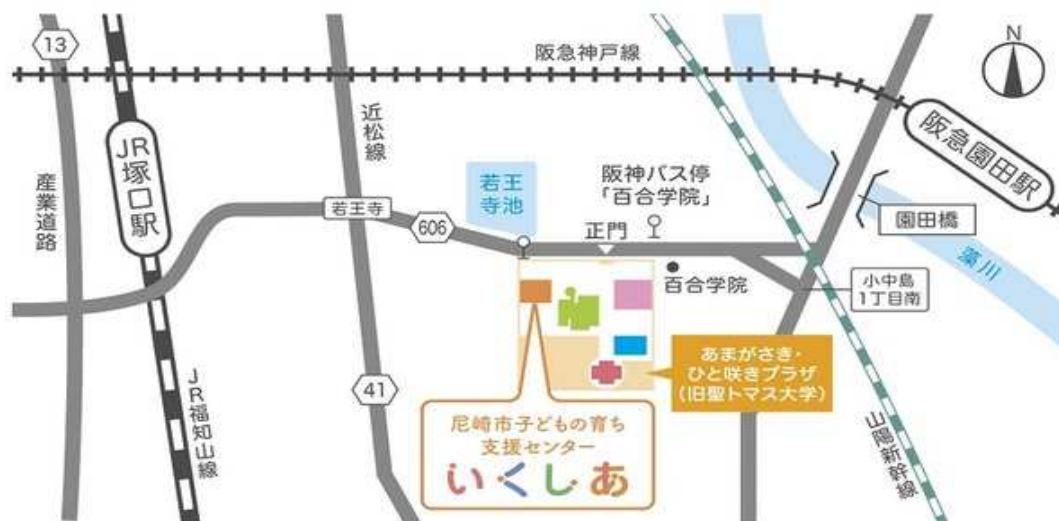 13
阪急神戸線
N
近松線
JR塚口駅
阪急園田駅
産業道路
若王
寺池
阪神バス停
「百合学院」
若王寺
606
正門
園田橋
藻川
百合学院
小中島
1丁目南
あまがさき・
ひと咲きプラザ
(旧聖トマス大学)
41
JR福知山線
尼崎市子どもの育ち
支援センター
いくしあ
山陽新幹線